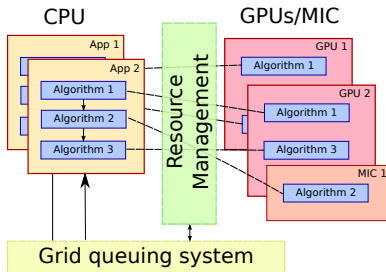 CPU
GPUs/MIC
App 1
App 2
Algorithm 1
Algorithm 2
Algorithm 3
Resource
Management
GPU 1
Algorithm 1
GPU 2
Algorithm 1
Algorithm 3
MIC 1
Algorithm 2
Grid queuing system